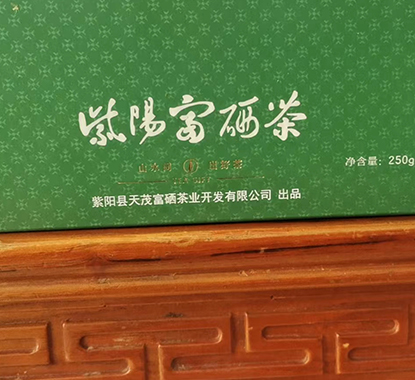 紫陽富硒茶
净含量：250g
紫阳县天茂富硒茶业开发有限公司 出品